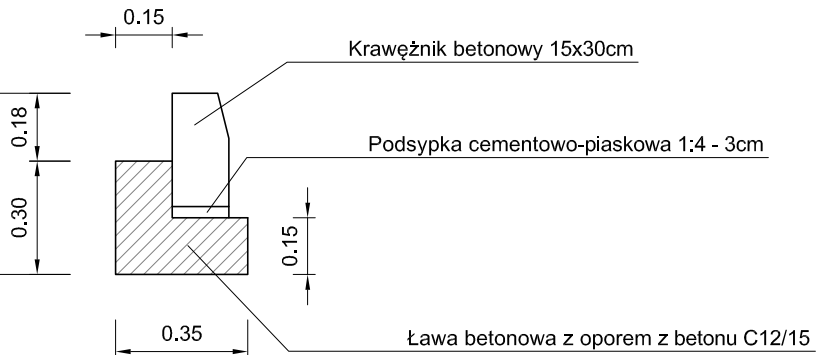 0.15
Krawężnik betonowy 15x30cm
0.18
Podsypka cementowo-piaskowa 1:4 - 3cm
0.30
0.15
0.35
Ława betonowa z oporem z betonu C12/15